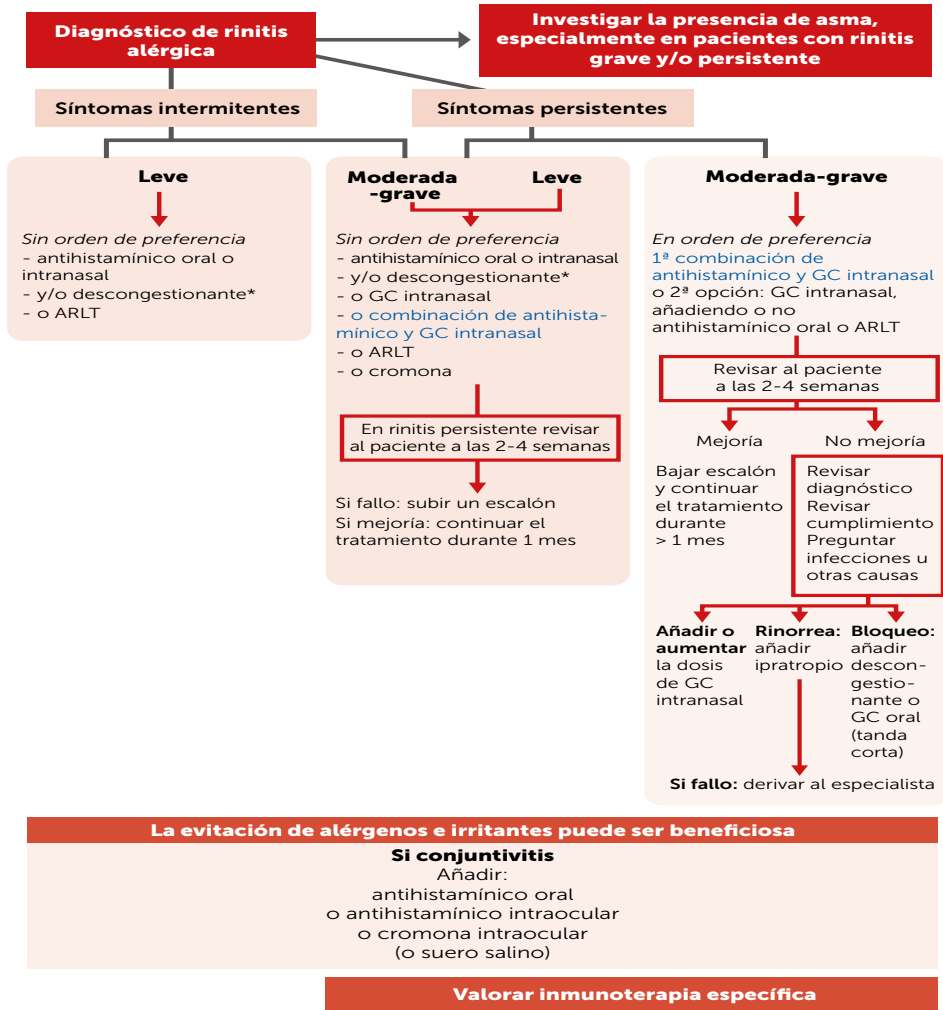 Diagnóstico de rinitis
alérgica
Investigar la presencia de asma,
especialmente en pacientes con rinitis
grave y/o persistente
Síntomas intermitentes
Síntomas persistentes
Leve
Sin orden de preferencia
- antihistamínico oral o
intranasal
- y/o descongestionante*
- o ARLT
Moderada
-grave
Leve
Sin orden de preferencia
- antihistamínico oral o intranasal
- y/o descongestionante*
- o GC intranasal
- o combinación de antihista-
mínico y GC intranasal
- o ARLT
- o cromona
En rinitis persistente revisar
al paciente a las 2-4 semanas
Si fallo: subir un escalón
Si mejoría: continuar el
tratamiento durante 1 mes
Moderada-grave
En orden de preferencia
1ª combinación de
antihistamínico y GC intranasal
o 2ª opción: GC intranasal,
añadiendo o no
antihistamínico oral o ARLT
Revisar al paciente
a las 2-4 semanas
Mejoría
Bajar escalón
y continuar
el tratamiento
durante
> 1 mes
No mejoría
Revisar
diagnóstico
Revisar
cumplimiento
Preguntar
infecciones u
otras causas
Añadir o
aumentar
la dosis
de GC
intranasal
Rinorrea:
añadir
ipratropio
Bloqueo:
añadir
descon-
gestio-
nante o
GC oral
(tanda
corta)
Si fallo: derivar al especialista
La evitación de alérgenos e irritantes puede ser beneficiosa
Si conjuntivitis
Añadir:
antihistamínico oral
o antihistamínico intraocular
o cromona intraocular
(o suero salino)
Valorar inmunoterapia específica